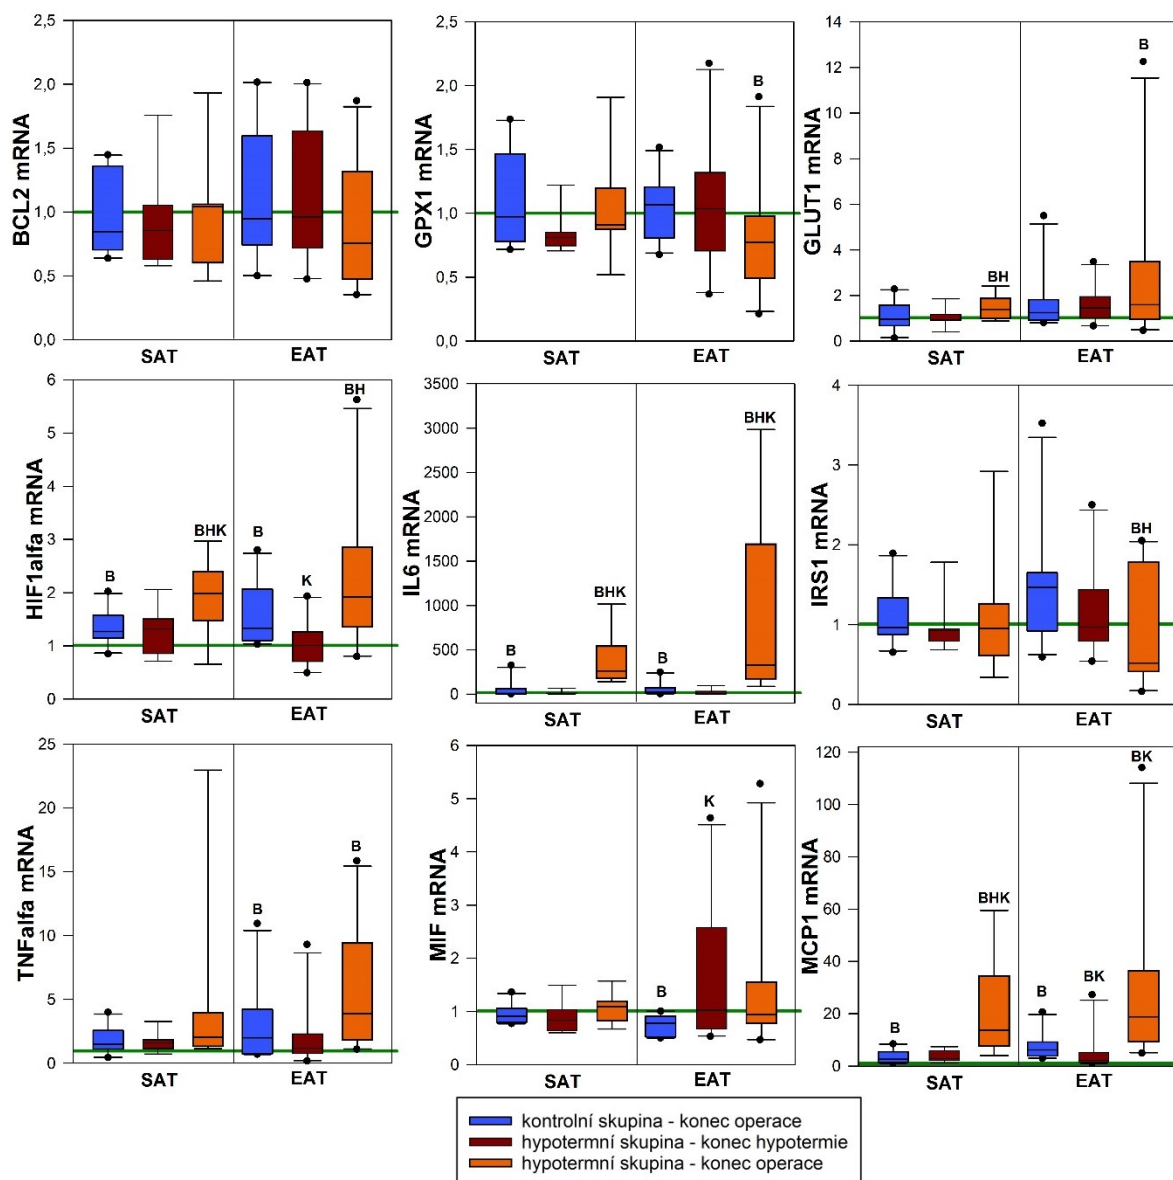 BCL2 mRNA
2,5
2,0
1,5
1,0
0,5
0,0
SAT EAT
GPX1 mRNA
2,5
2,0
1,5
1,0
0,5
0,0
B
SAT EAT
GLUT1 mRNA
14
12
10
8
6
4
2
0
BH
B
SAT EAT
HIF1alfa mRNA
6
5
4
3
2
1
0
B
BHK
B
K
BH
SAT EAT
IL6 mRNA
3500
3000
2500
2000
1500
1000
500
0
B
BHK
B
BHK
SAT EAT
IRS1 mRNA
4
3
2
1
0
BH
SAT EAT
TNFalfa mRNA
25
20
15
10
5
0
B
B
SAT EAT
MIF mRNA
6
5
4
3
2
1
0
B
K
SAT EAT
MCP1 mRNA
120
100
80
60
40
20
0
B
BHK
B
BK
BK
SAT EAT
kontrolní skupina - konec operace
hypotermní skupina - konec hypotermie
hypotermní skupina - konec operace